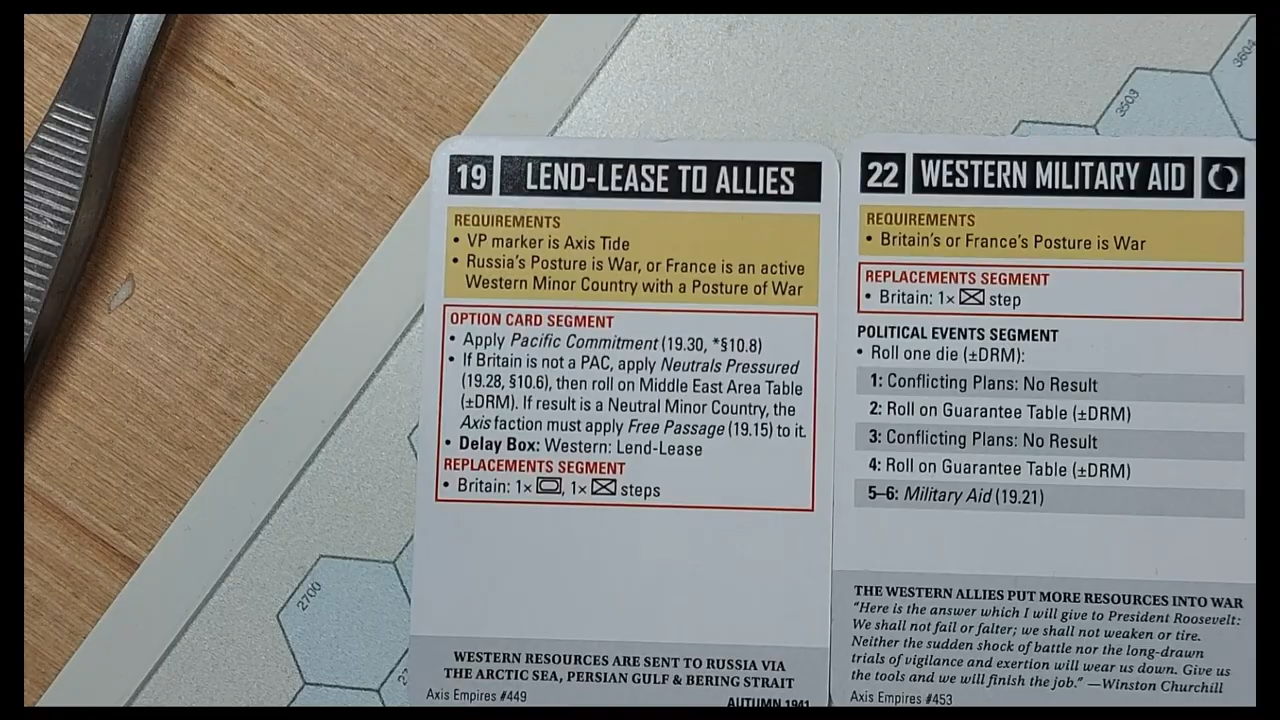 3604
3503
19 LEND-LEASE TO ALLIES
REQUIREMENTS
• VP marker is Axis Tide
• Russia's Posture is War, or France is an active
Western Minor Country with a Posture of War
OPTION CARD SEGMENT
• Apply Pacific Commitment (19.30, *§10.8)
• If Britain is not a PAC, apply Neutrals Pressured
(19.28, §10.6), then roll on Middle East Area Table
(±DRM). If result is a Neutral Minor Country, the
Axis faction must apply Free Passage (19.15) to it.
• Delay Box: Western: Lend-Lease
REPLACEMENTS SEGMENT
• Britain: 1× , 1× steps
WESTERN RESOURCES ARE SENT TO RUSSIA VIA
THE ARCTIC SEA, PERSIAN GULF & BERING STRAIT
Axis Empires #449
AUTUMN 1941
22 WESTERN MILITARY AID
REQUIREMENTS
• Britain's or France's Posture is War
REPLACEMENTS SEGMENT
• Britain: 1× step
POLITICAL EVENTS SEGMENT
• Roll one die (±DRM):
1: Conflicting Plans: No Result
2: Roll on Guarantee Table (±DRM)
3: Conflicting Plans: No Result
4: Roll on Guarantee Table (±DRM)
5–6: Military Aid (19.21)
THE WESTERN ALLIES PUT MORE RESOURCES INTO WAR
"Here is the answer which I will give to President Roosevelt:
We shall not fail or falter; we shall not weaken or tire.
Neither the sudden shock of battle nor the long-drawn
trials of vigilance and exertion will wear us down. Give us
the tools and we will finish the job." —Winston Churchill
Axis Empires #453
2700